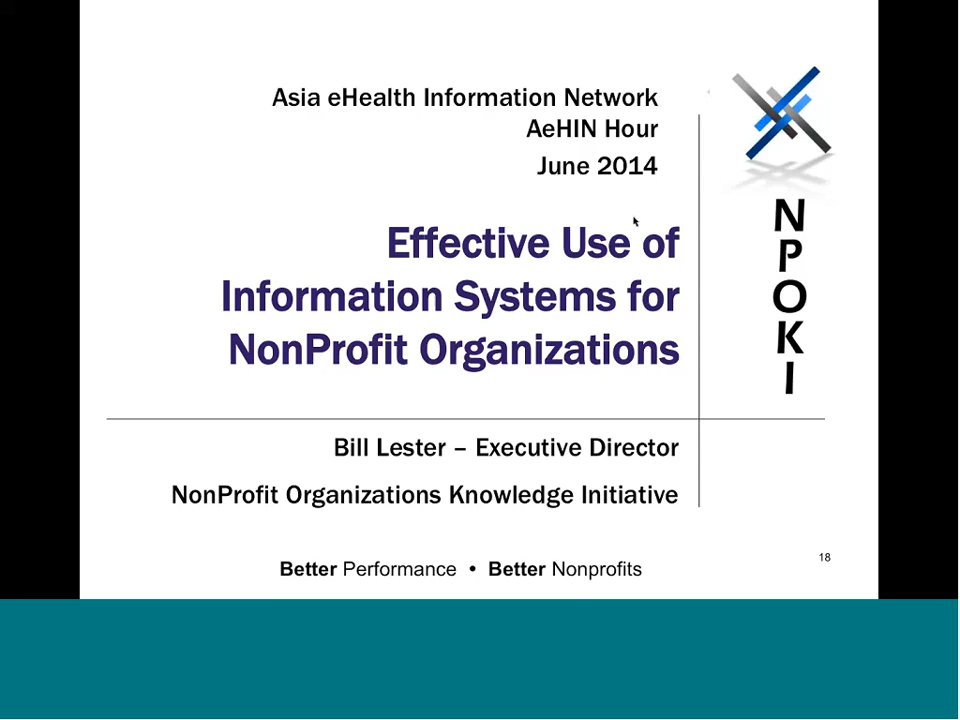 Asia eHealth Information Network
AeHIN Hour
June 2014
Effective Use of
Information Systems for
NonProfit Organizations
N
P
O
K
I
Bill Lester – Executive Director
NonProfit Organizations Knowledge Initiative
Better Performance • Better Nonprofits
18